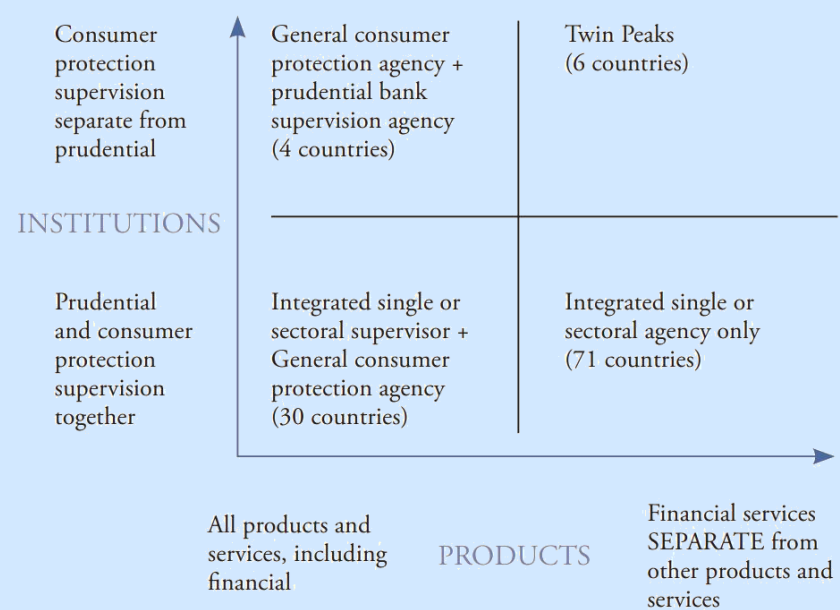 Consumer
protection
supervision
separate from
prudential
General consumer
protection agency +
prudential bank
supervision agency
(4 countries)
Twin Peaks
(6 countries)
INSTITUTIONS
Prudential
and consumer
protection
supervision
together
Integrated single or
sectoral supervisor +
General consumer
protection agency
(30 countries)
Integrated single or
sectoral agency only
(71 countries)
All products and
services, including
financial
PRODUCTS
Financial services
SEPARATE from
other products and
services